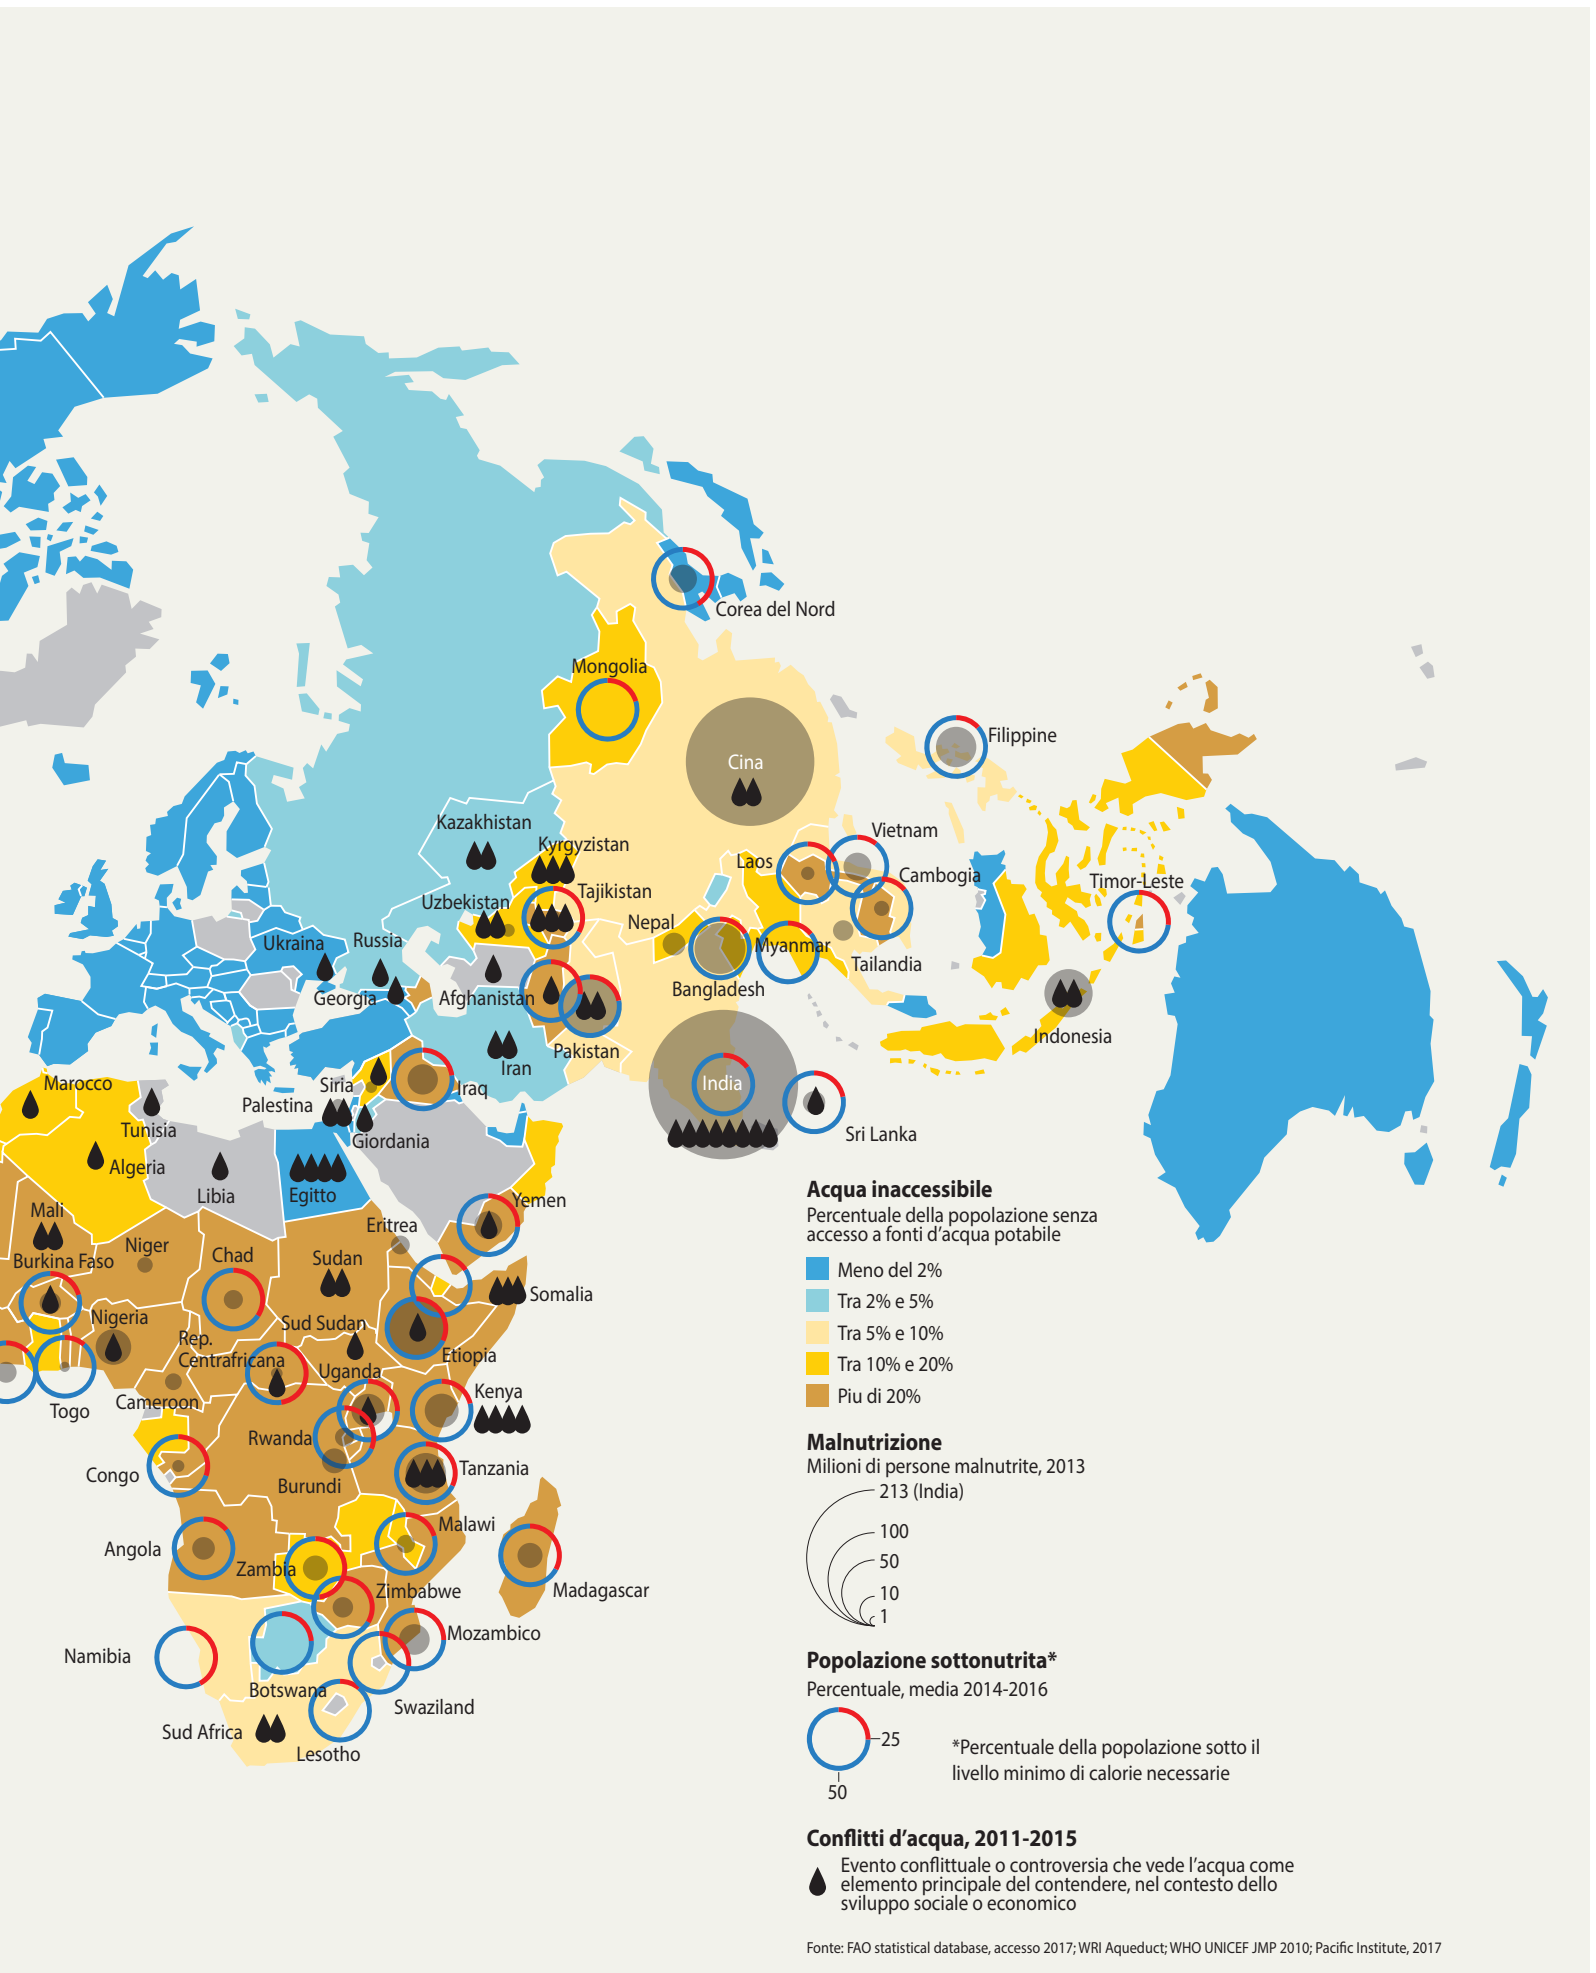 Corea del Nord
Mongolia
Filippine
Cina
Kazakhistan
Vietnam
Kyrgyzistan
Laos
Cambogia
Tajikistan
Timor-Leste
Uzbekistan
Nepal
Ukraina
Russia
Myanmar
Tailandia
Bangladesh
Georgia
Afghanistan
Indonesia
Pakistan
Iran
Marocco
Siria
Iraq
India
Palestina
Tunisia
Giordania
Sri Lanka
Algeria
Libia
Egitto
Yemen
Mali
Eritrea
Niger
Chad
Sudan
Burkina Faso
Somalia
Nigeria
Sud Sudan
Rep.
Centrafricana
Etiopia
Uganda
Kenya
Togo
Cameroon
Rwanda
Congo
Tanzania
Burundi
Malawi
Angola
Zambia
Zimbabwe
Madagascar
Mozambico
Namibia
Botswana
Swaziland
Sud Africa
Lesotho
Acqua inaccessibile
Percentuale della popolazione senza
accesso a fonti d'acqua potabile
Meno del 2%
Tra 2% e 5%
Tra 5% e 10%
Tra 10% e 20%
Piu di 20%
Malnutrizione
Milioni di persone malnutrite, 2013
213 (India)
100
50
10
1
Popolazione sottonutrita*
Percentuale, media 2014-2016
25
50
*Percentuale della popolazione sotto il
livello minimo di calorie necessarie
Conflitti d'acqua, 2011-2015
Evento conflittuale o controversia che vede l'acqua come
elemento principale del contendere, nel contesto dello
sviluppo sociale o economico
Fonte: FAO statistical database, accesso 2017; WRI Aqueduct; WHO UNICEF JMP 2010; Pacific Institute, 2017